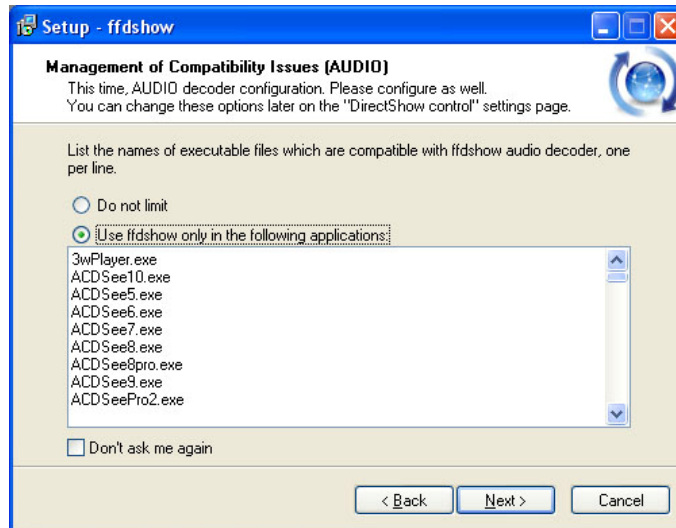 Setup - ffdshow
Management of Compatibility Issues (AUDIO)
This time, AUDIO decoder configuration. Please configure as well.
You can change these options later on the "DirectShow control" settings page.
List the names of executable files which are compatible with ffdshow audio decoder, one
per line.
Do not limit
Use ffdshow only in the following applications:
3wPlayer.exe
ACDSee10.exe
ACDSee5.exe
ACDSee6.exe
ACDSee7.exe
ACDSee8.exe
ACDSee8pro.exe
ACDSee9.exe
ACDSeePro2.exe
Don't ask me again
< Back Next > Cancel